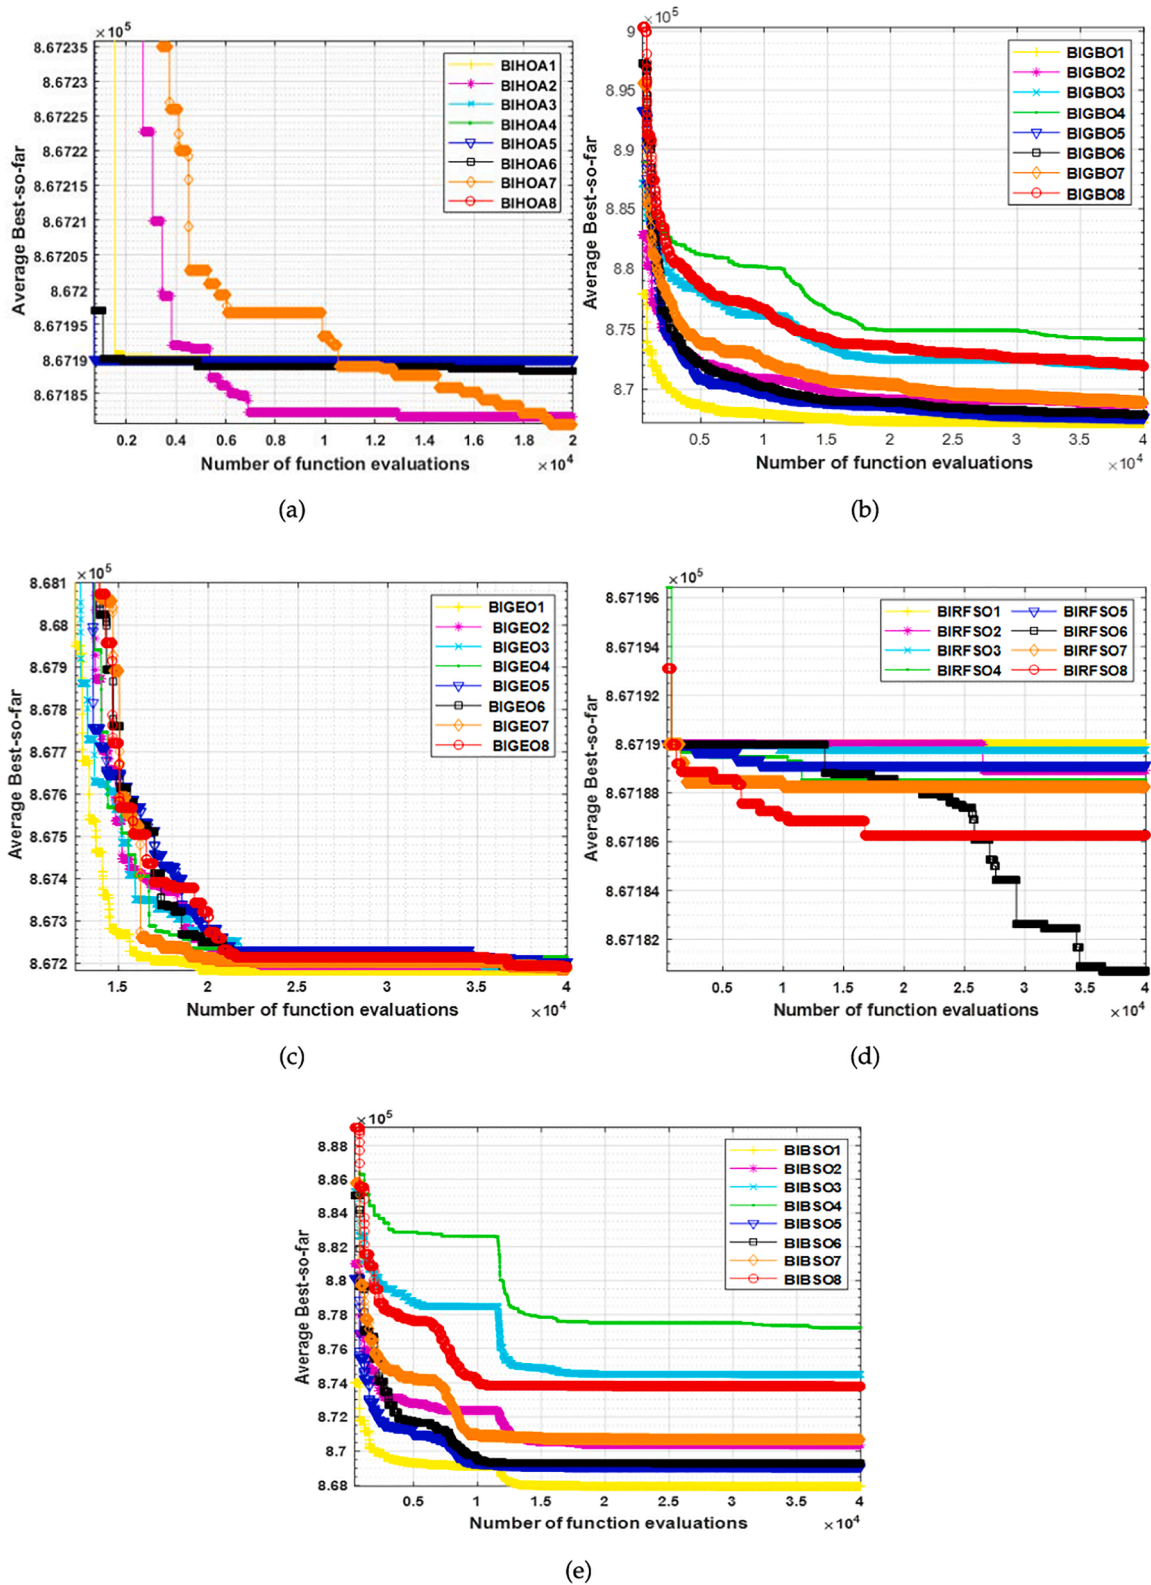 ×10^5
8.67235
8.6723
8.67225
8.6722
8.67215
8.6721
8.67205
8.672
8.67195
8.6719
8.67185
Average Best-so-far
BIHOA1
BIHOA2
BIHOA3
BIHOA4
BIHOA5
BIHOA6
BIHOA7
BIHOA8
0.2 0.4 0.6 0.8 1 1.2 1.4 1.6 1.8 2
Number of function evaluations
×10^4
(a)
×10^5
9
8.95
8.9
8.85
8.8
8.75
8.7
Average Best-so-far
BIGBO1
BIGBO2
BIGBO3
BIGBO4
BIGBO5
BIGBO6
BIGBO7
BIGBO8
0.5 1 1.5 2 2.5 3 3.5 4
Number of function evaluations
×10^4
(b)
×10^5
8.681
8.68
8.679
8.678
8.677
8.676
8.675
8.674
8.673
8.672
Average Best-so-far
BIGEO1
BIGEO2
BIGEO3
BIGEO4
BIGEO5
BIGEO6
BIGEO7
BIGEO8
1.5 2 2.5 3 3.5 4
Number of function evaluations
×10^4
(c)
×10^5
8.67196
8.67194
8.67192
8.6719
8.67188
8.67186
8.67184
8.67182
Average Best-so-far
BIRFSO1 BIRFSO5
BIRFSO2 BIRFSO6
BIRFSO3 BIRFSO7
BIRFSO4 BIRFSO8
0.5 1 1.5 2 2.5 3 3.5 4
Number of function evaluations
×10^4
(d)
×10^5
8.88
8.86
8.84
8.82
8.8
8.78
8.76
8.74
8.72
8.7
8.68
Average Best-so-far
BIBSO1
BIBSO2
BIBSO3
BIBSO4
BIBSO5
BIBSO6
BIBSO7
BIBSO8
0.5 1 1.5 2 2.5 3 3.5 4
Number of function evaluations
×10^4
(e)